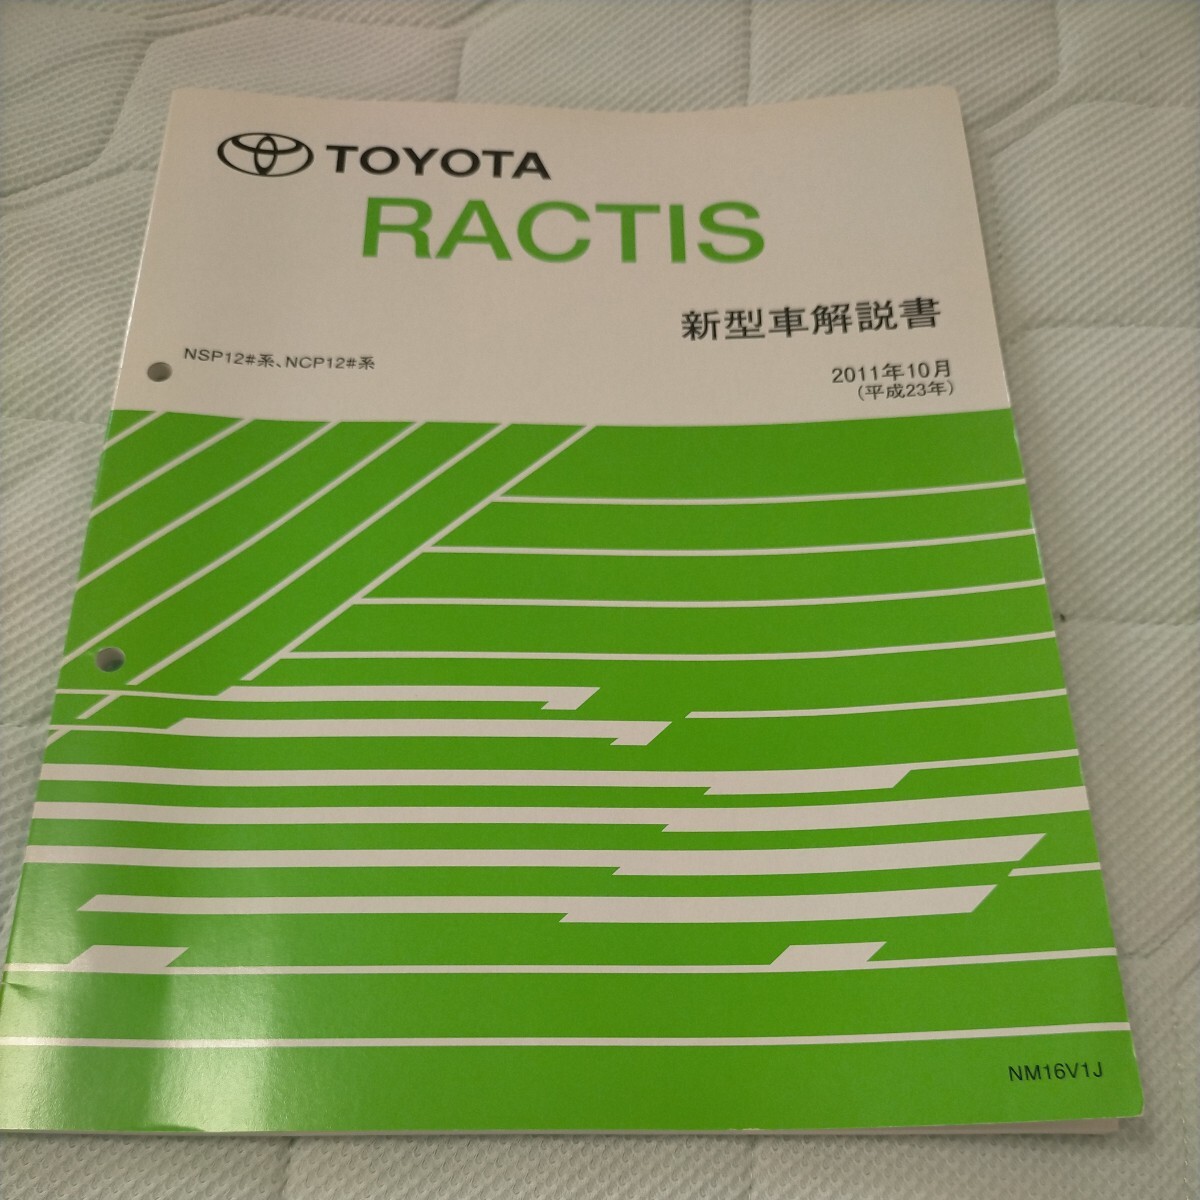 TOYOTA
RACTIS
新型車解説書
NSP12#系、NCP12#系
2011年10月
(平成23年)
NM16V1J